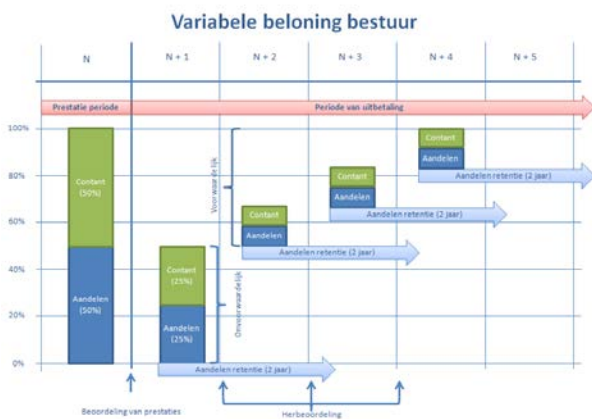 Variabele beloning bestuur
N
N + 1
N + 2
N + 3
N + 4
N + 5
Prestatie periode
Periode van uitbetaling
100%
80%
60%
40%
20%
0%
Contant
(50%)
Aandelen
(50%)
Contant
(25%)
Aandelen
(25%)
Onvoorwaardelijk
Voorwaardelijk
Contant
Aandelen
Contant
Aandelen
Contant
Aandelen
Aandelen retentie (2 jaar)
Aandelen retentie (2 jaar)
Aandelen retentie (2 jaar)
Aandelen retentie (2 jaar)
Beoordeling van prestaties
Herbeoordeling